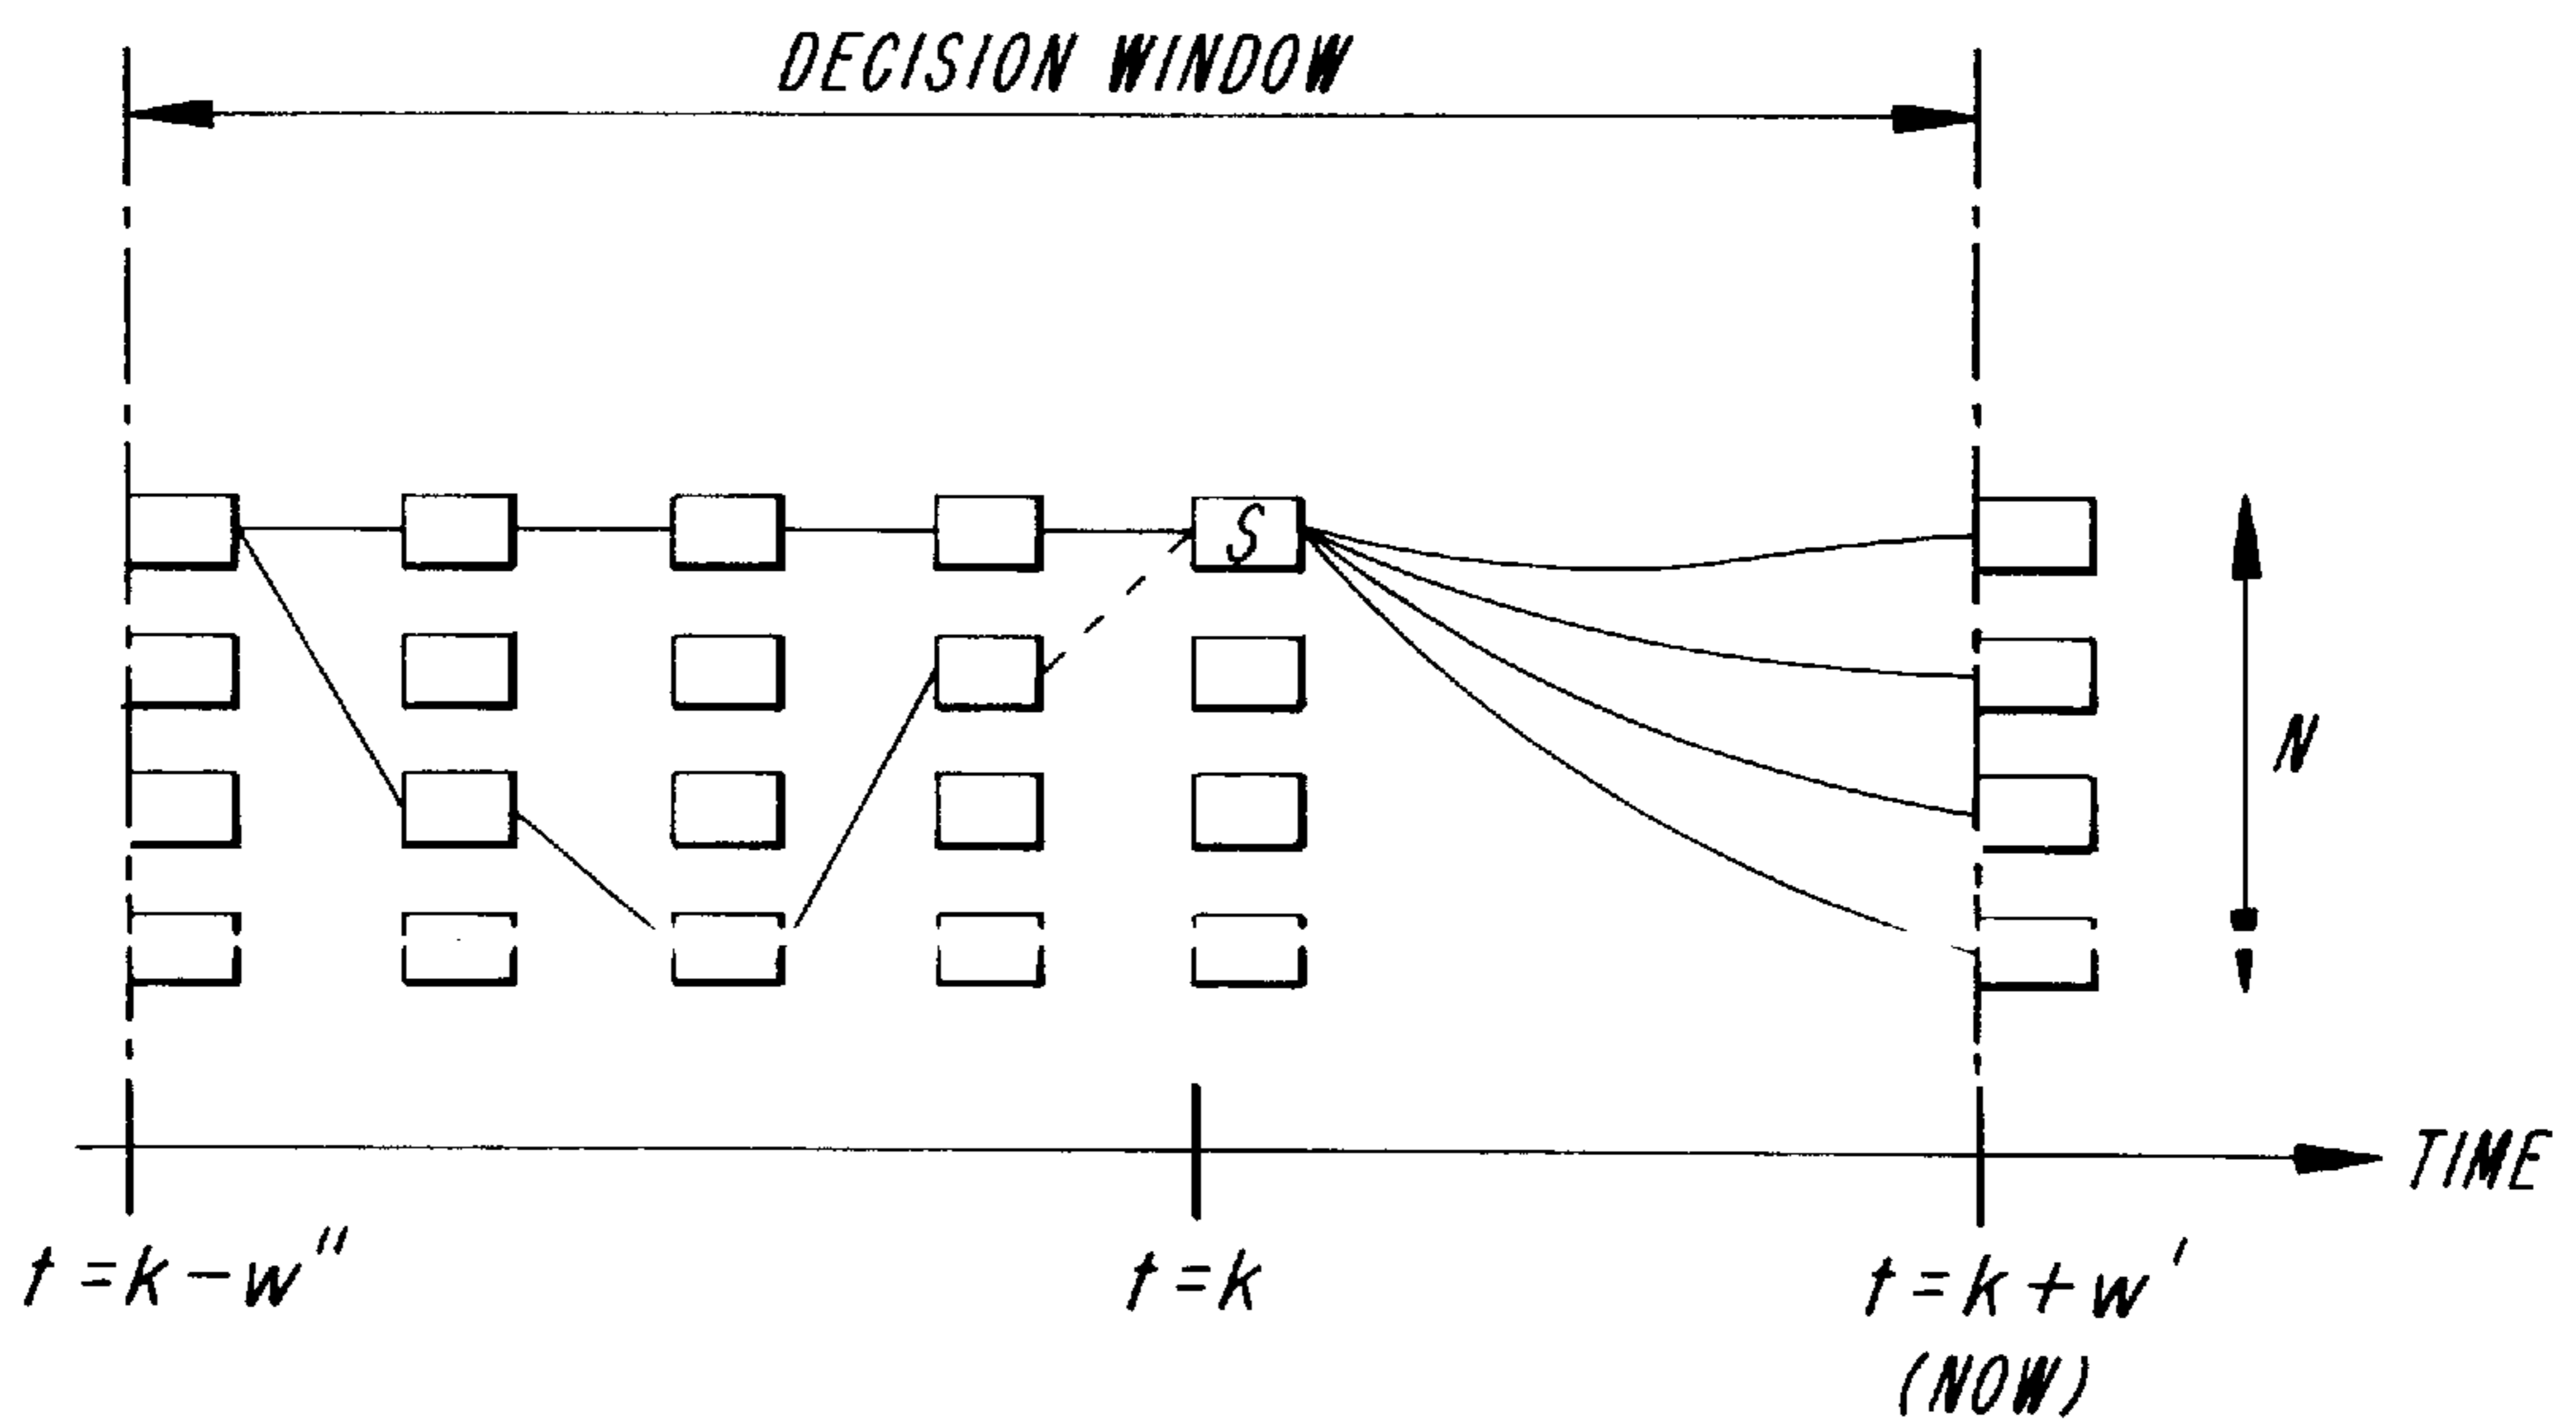 DECISION WINDOW
S
N
TIME
t=k-w"
t=k
t=k+w'
(NOW)